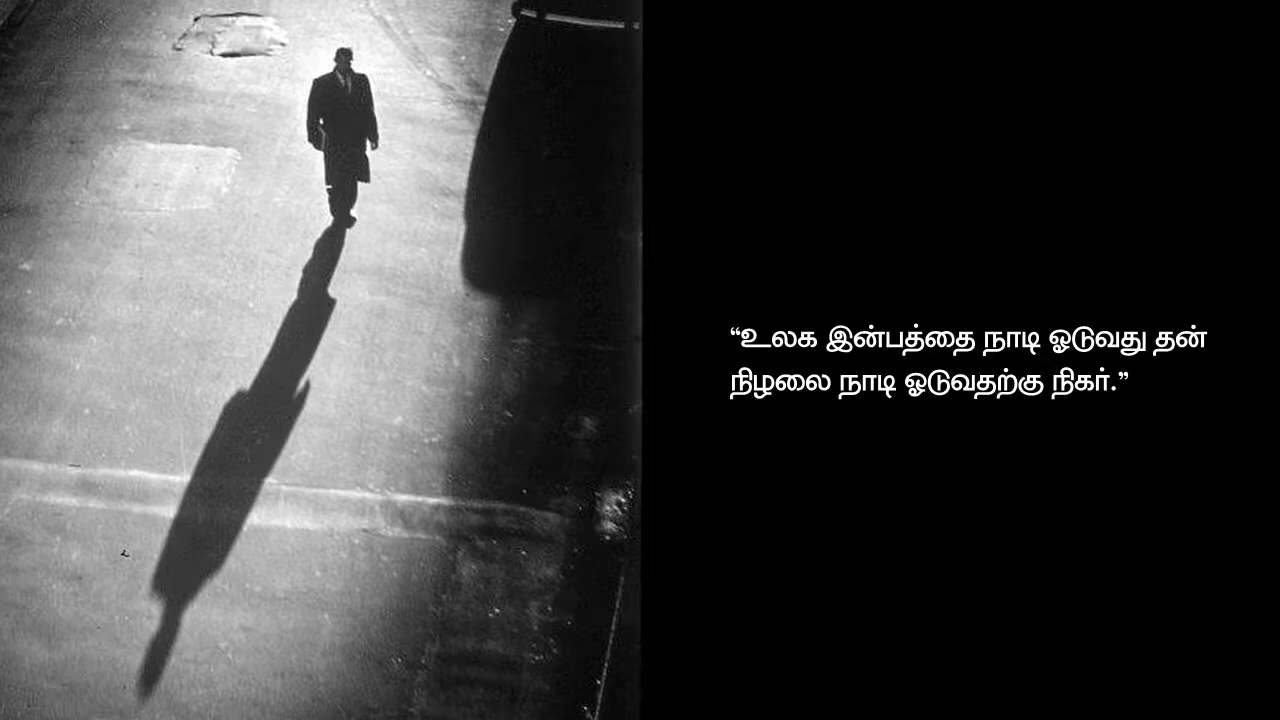 “உலக இன்பத்தை நாடி ஓடுவது தன்
நிழலை நாடி ஓடுவதற்கு நிகர்.”